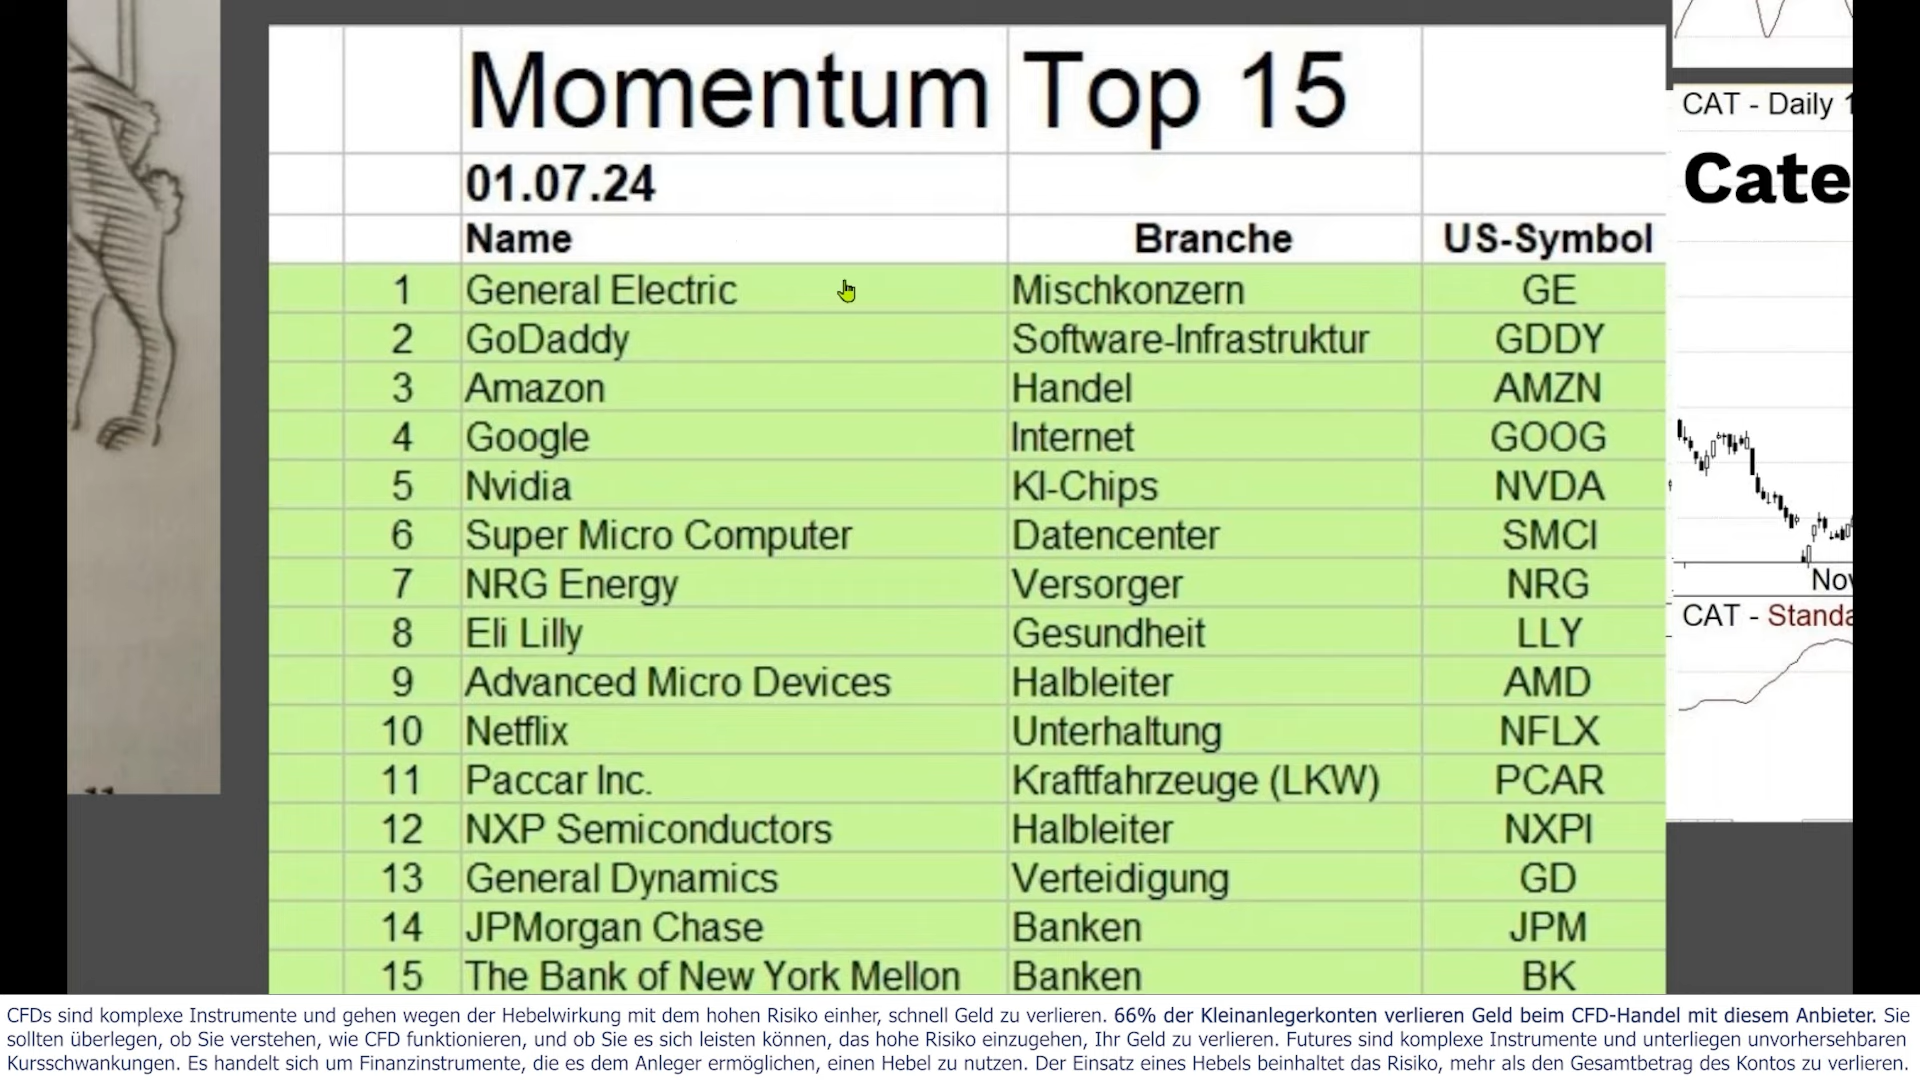 Momentum Top 15
01.07.24
Name Branche US-Symbol
1 General Electric Mischkonzern GE
2 GoDaddy Software-Infrastruktur GDDY
3 Amazon Handel AMZN
4 Google Internet GOOG
5 Nvidia KI-Chips NVDA
6 Super Micro Computer Datencenter SMCI
7 NRG Energy Versorger NRG
8 Eli Lilly Gesundheit LLY
9 Advanced Micro Devices Halbleiter AMD
10 Netflix Unterhaltung NFLX
11 Paccar Inc. Kraftfahrzeuge (LKW) PCAR
12 NXP Semiconductors Halbleiter NXPI
13 General Dynamics Verteidigung GD
14 JPMorgan Chase Banken JPM
15 The Bank of New York Mellon Banken BK
CAT - Daily
Cate
Nov
CAT - Standa
CFDs sind komplexe Instrumente und gehen wegen der Hebelwirkung mit dem hohen Risiko einher, schnell Geld zu verlieren. 66% der Kleinanlegerkonten verlieren Geld beim CFD-Handel mit diesem Anbieter. Sie
sollten überlegen, ob Sie verstehen, wie CFD funktionieren, und ob Sie es sich leisten können, das hohe Risiko einzugehen, Ihr Geld zu verlieren. Futures sind komplexe Instrumente und unterliegen unvorhersehbaren
Kursschwankungen. Es handelt sich um Finanzinstrumente, die es dem Anleger ermöglichen, einen Hebel zu nutzen. Der Einsatz eines Hebels beinhaltet das Risiko, mehr als den Gesamtbetrag des Kontos zu verlieren.